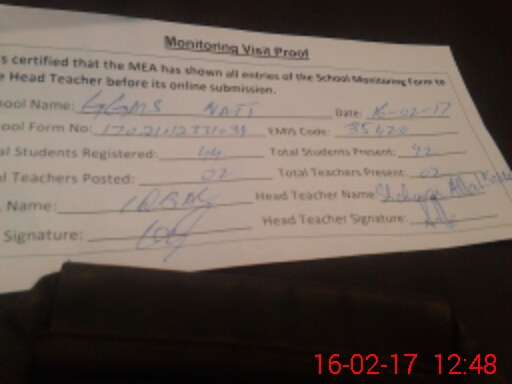 Monitoring Visit Proof
s certified that the MEA has shown all entries of the School Monitoring Form to
e Head Teacher before its online submission.
ool Name: GGMS NATT Date: 16-02-17
ool Form No: EMIS Code:
al Students Registered: 44 Total Students Present: 42
al Teachers Posted: 02 Total Teachers Present: 02
Name: IQBAL Head Teacher Name
Signature: Head Teacher Signature:
16-02-17 12:48